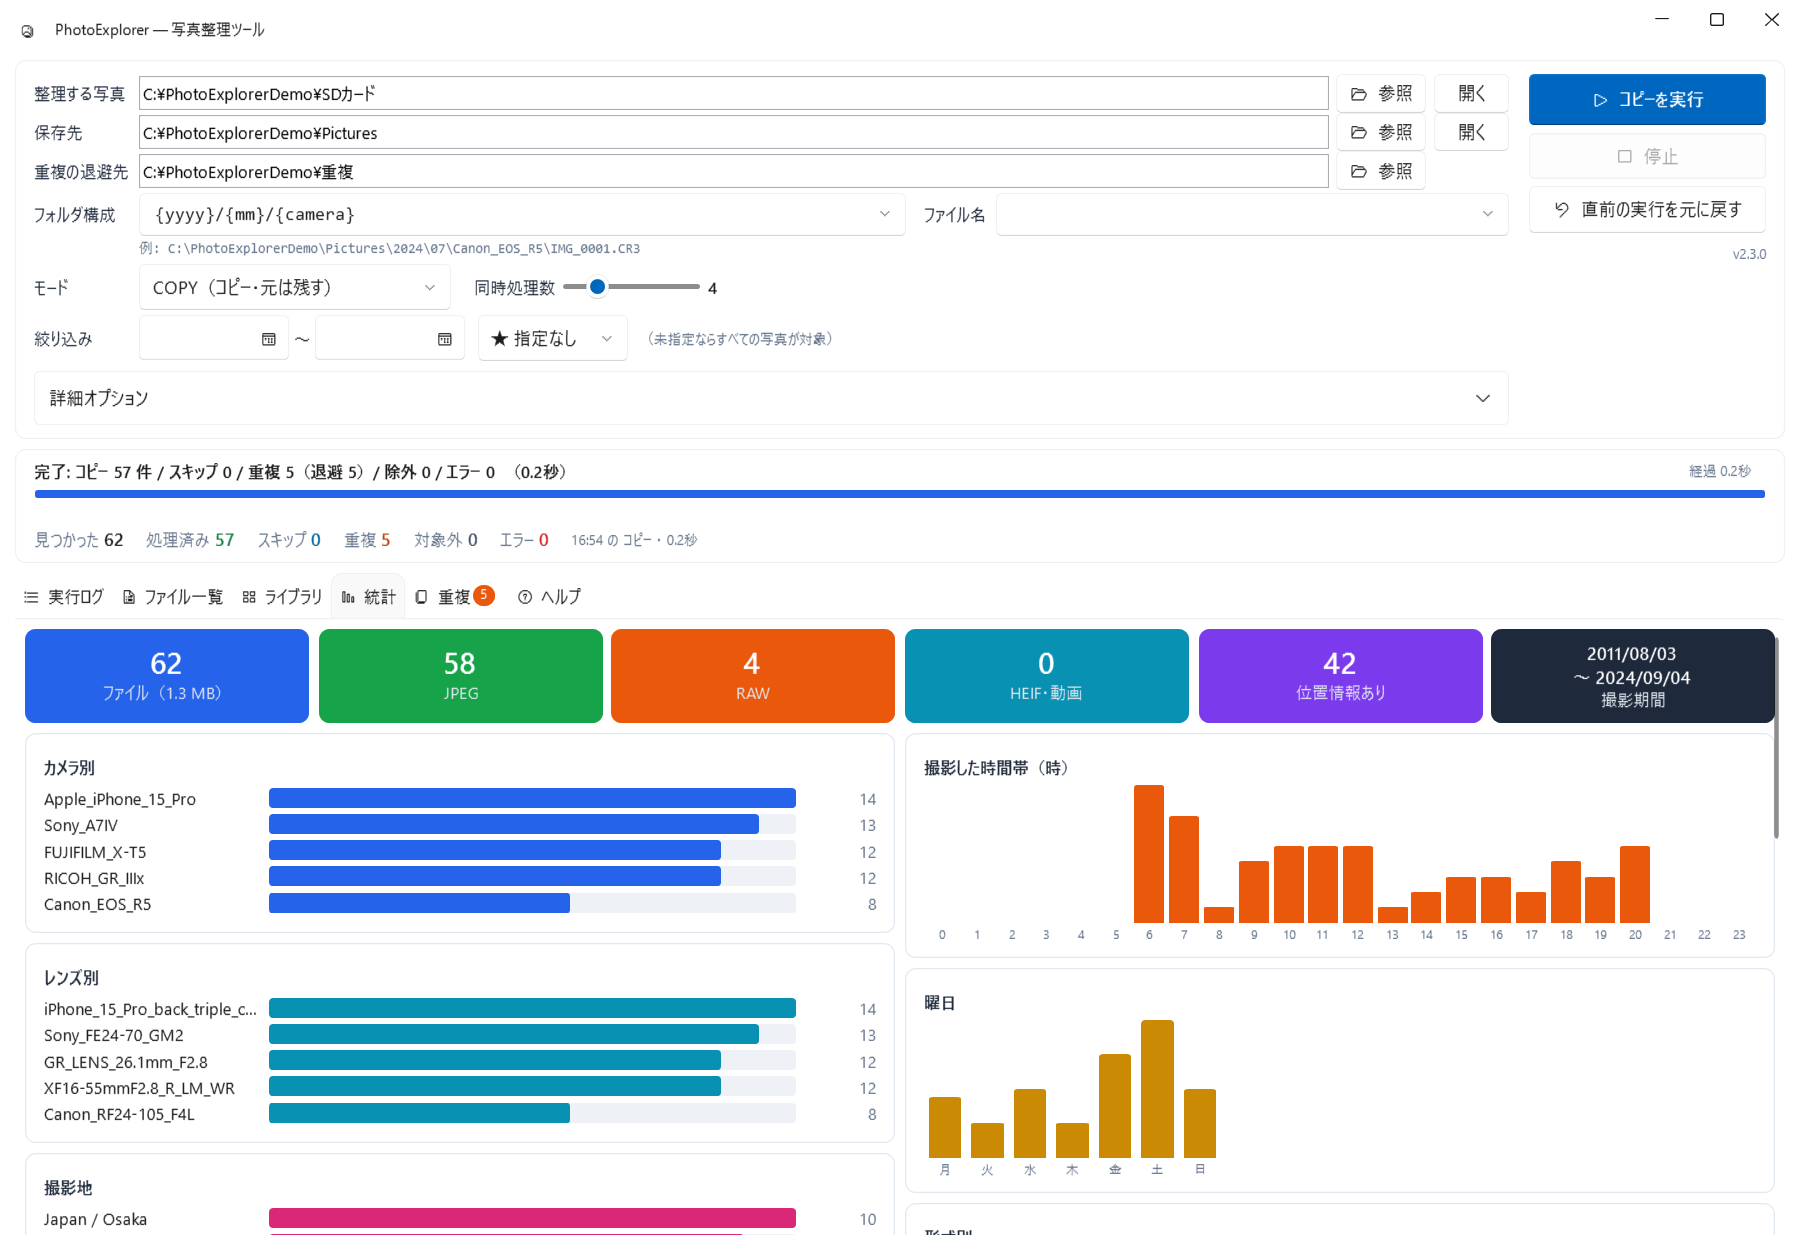 PhotoExplorer — 写真整理ツール
整理する写真 C:¥PhotoExplorerDemo¥SDカード 参照 開く
コピーを実行
保存先 C:¥PhotoExplorerDemo¥Pictures 参照 開く
停止
重複の退避先 C:¥PhotoExplorerDemo¥重複 参照
直前の実行を元に戻す
フォルダ構成 {yyyy}/{mm}/{camera} ファイル名
例: C:\PhotoExplorerDemo\Pictures\2024\07\Canon_EOS_R5\IMG_0001.CR3
v2.3.0
モード COPY（コピー・元は残す） 同時処理数 4
絞り込み ～ ★ 指定なし （未指定ならすべての写真が対象）
詳細オプション
完了: コピー 57 件 / スキップ 0 / 重複 5（退避 5）/ 除外 0 / エラー 0 （0.2秒）
経過 0.2秒
見つかった 62 処理済み 57 スキップ 0 重複 5 対象外 0 エラー 0 16:54 の コピー・0.2秒
実行ログ ファイル一覧 ライブラリ 統計 重複 5 ヘルプ
62
ファイル（1.3 MB）
58
JPEG
4
RAW
0
HEIF・動画
42
位置情報あり
2011/08/03
～ 2024/09/04
撮影期間
カメラ別
Apple_iPhone_15_Pro 14
Sony_A7IV 13
FUJIFILM_X-T5 12
RICOH_GR_IIIx 12
Canon_EOS_R5 8
撮影した時間帯（時）
0 1 2 3 4 5 6 7 8 9 10 11 12 13 14 15 16 17 18 19 20 21 22 23
レンズ別
iPhone_15_Pro_back_triple_c... 14
Sony_FE24-70_GM2 13
GR_LENS_26.1mm_F2.8 12
XF16-55mmF2.8_R_LM_WR 12
Canon_RF24-105_F4L 8
曜日
月 火 水 木 金 土 日
撮影地
Japan / Osaka 10